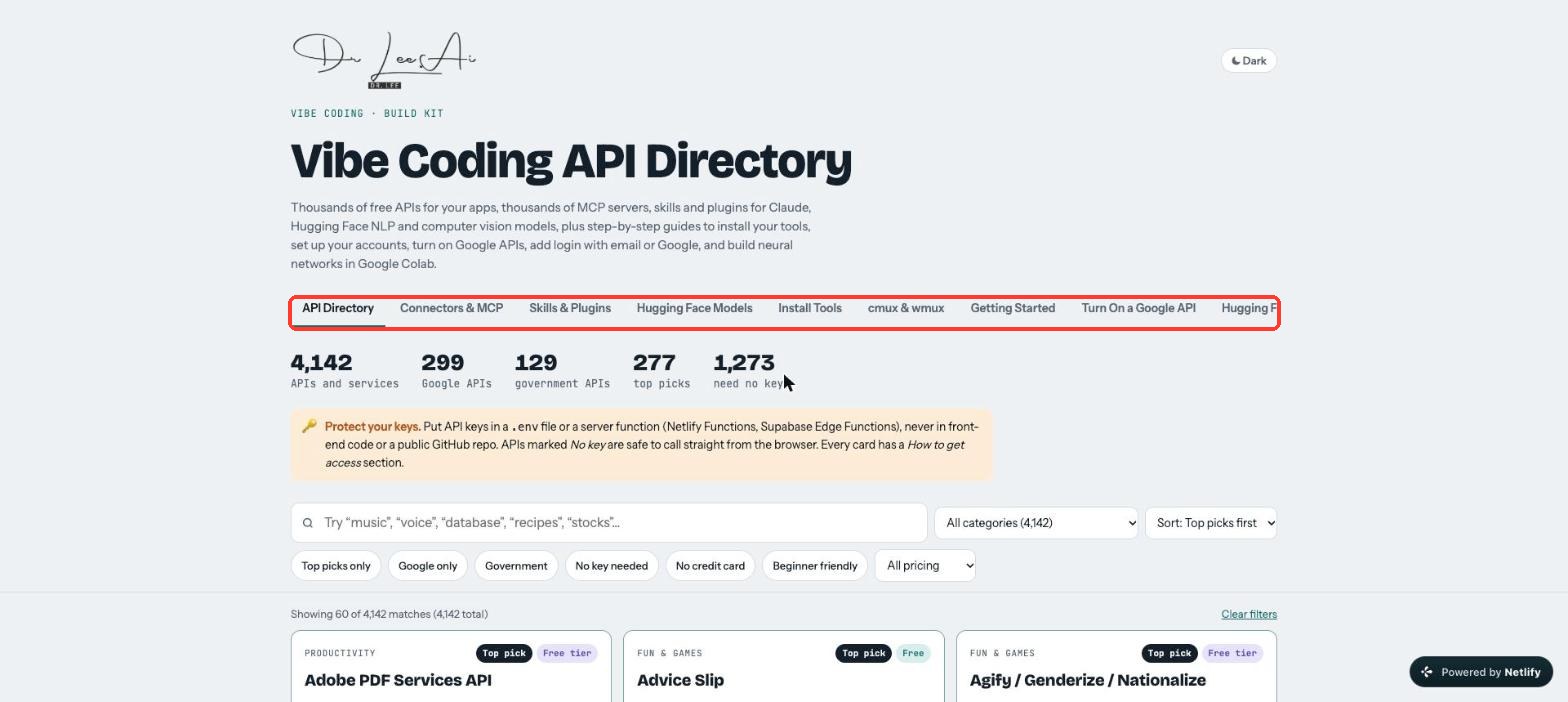 Dr. Lee's Ai
DR. LEE
Dark
VIBE CODING · BUILD KIT
Vibe Coding API Directory
Thousands of free APIs for your apps, thousands of MCP servers, skills and plugins for Claude,
Hugging Face NLP and computer vision models, plus step-by-step guides to install your tools,
set up your accounts, turn on Google APIs, add login with email or Google, and build neural
networks in Google Colab.
API Directory Connectors & MCP Skills & Plugins Hugging Face Models Install Tools cmux & wmux Getting Started Turn On a Google API Hugging F
4,142 299 129 277 1,273
APIs and services Google APIs government APIs top picks need no key
Protect your keys. Put API keys in a .env file or a server function (Netlify Functions, Supabase Edge Functions), never in front-
end code or a public GitHub repo. APIs marked No key are safe to call straight from the browser. Every card has a How to get
access section.
Try “music”, “voice”, “database”, “recipes”, “stocks”… All categories (4,142) Sort: Top picks first
Top picks only Google only Government No key needed No credit card Beginner friendly All pricing
Showing 60 of 4,142 matches (4,142 total) Clear filters
PRODUCTIVITY Top pick Free tier FUN & GAMES Top pick Free FUN & GAMES Top pick Free tier
Adobe PDF Services API Advice Slip Agify / Genderize / Nationalize
Powered by Netlify